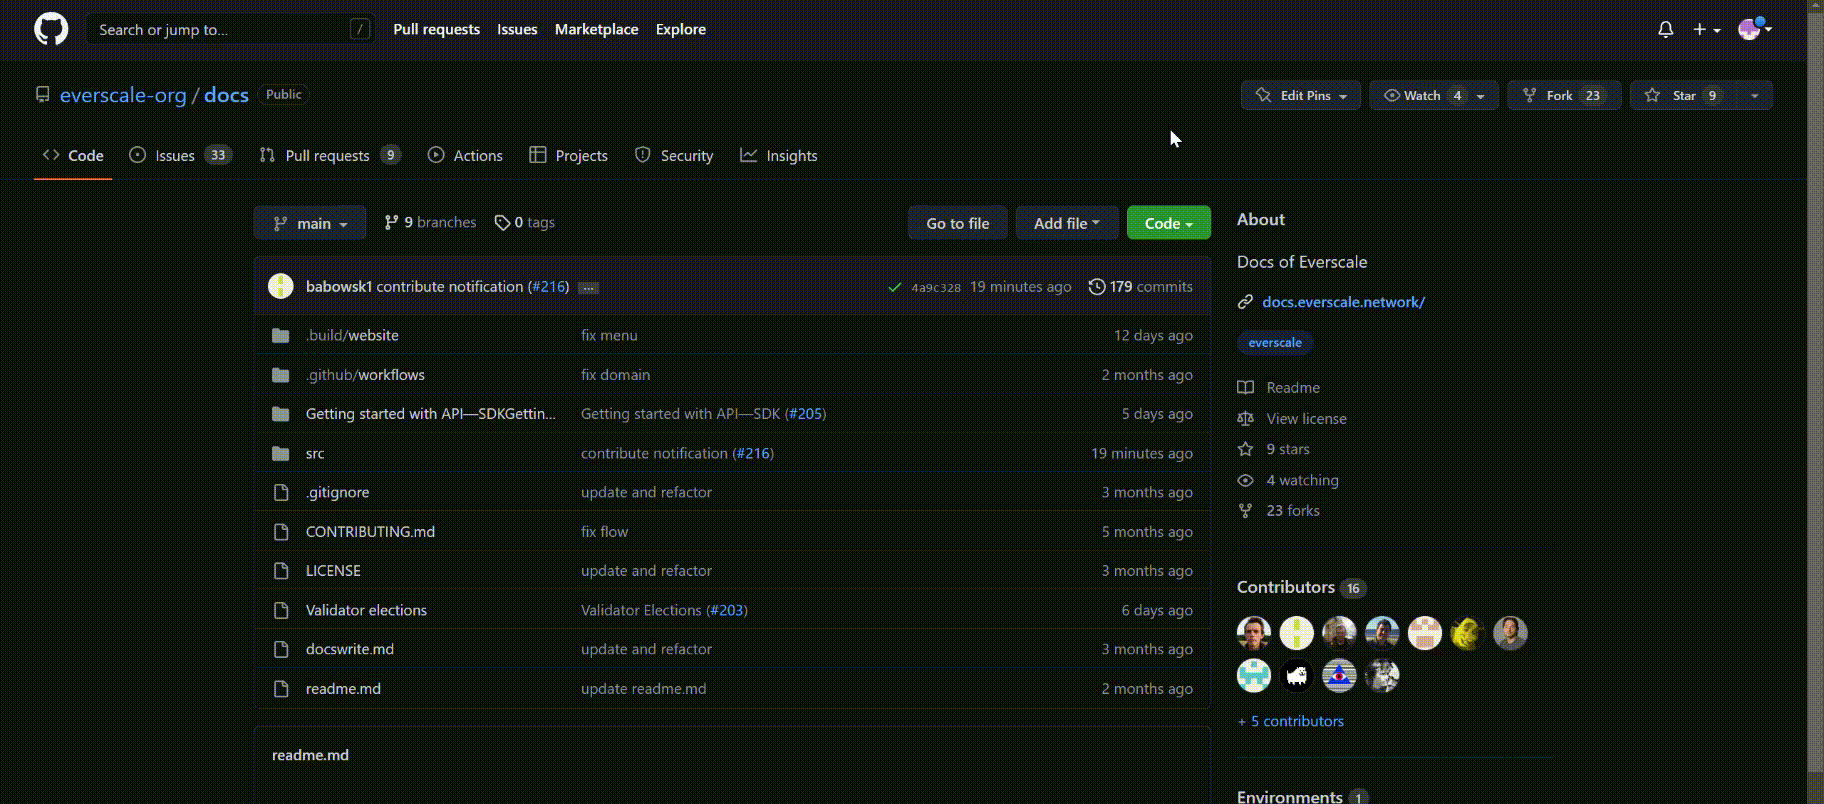 Search or jump to... /
Pull requests Issues Marketplace Explore
everscale-org / docs Public
Edit Pins Watch 4 Fork 23 Star 9
Code Issues 33 Pull requests 9 Actions Projects Security Insights
main 9 branches 0 tags Go to file Add file Code
babowsk1 contribute notification (#216) ... 4a9c328 19 minutes ago 179 commits
.build/website fix menu 12 days ago
.github/workflows fix domain 2 months ago
Getting started with API—SDKGettin... Getting started with API—SDK (#205) 5 days ago
src contribute notification (#216) 19 minutes ago
.gitignore update and refactor 3 months ago
CONTRIBUTING.md fix flow 5 months ago
LICENSE update and refactor 3 months ago
Validator elections Validator Elections (#203) 6 days ago
docswrite.md update and refactor 3 months ago
readme.md update readme.md 2 months ago
readme.md
About
Docs of Everscale
docs.everscale.network/
everscale
Readme
View license
9 stars
4 watching
23 forks
Contributors 16
+ 5 contributors
Environments 1